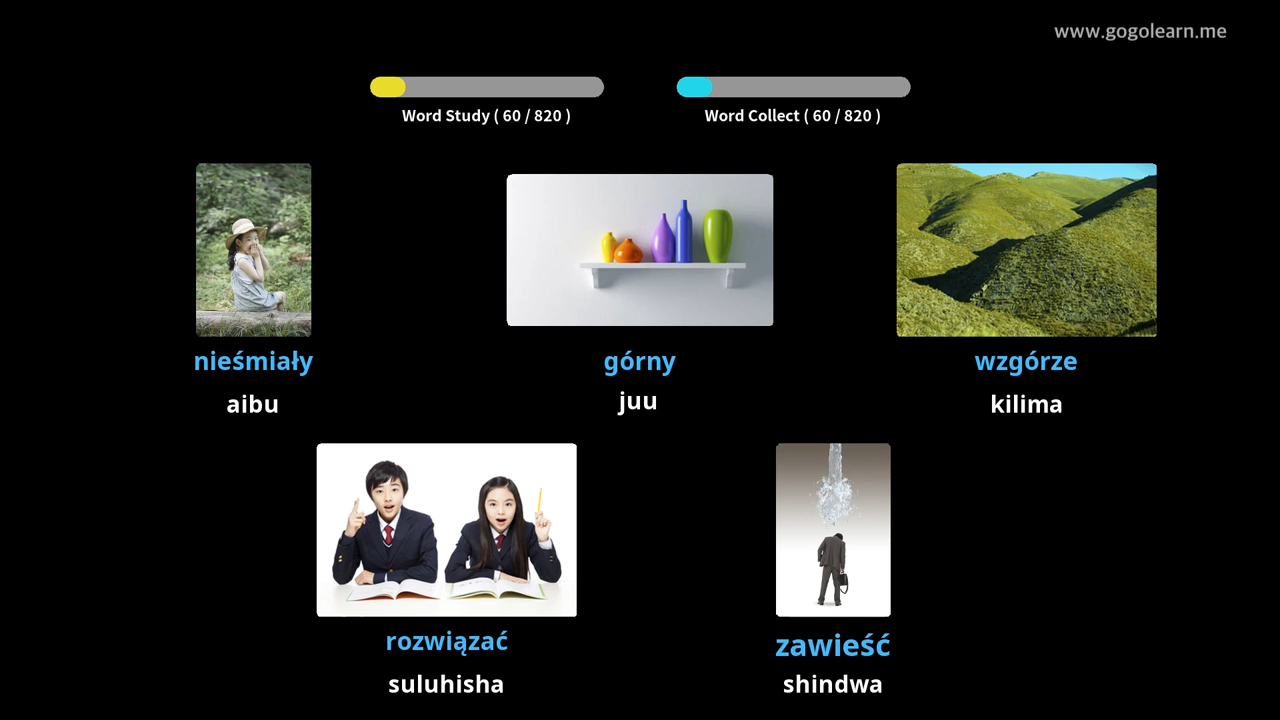 www.gogolearn.me
Word Study ( 60 / 820 )
Word Collect ( 60 / 820 )
nieśmiały
aibu
górny
juu
wzgórze
kilima
rozwiązać
suluhisha
zawieść
shindwa